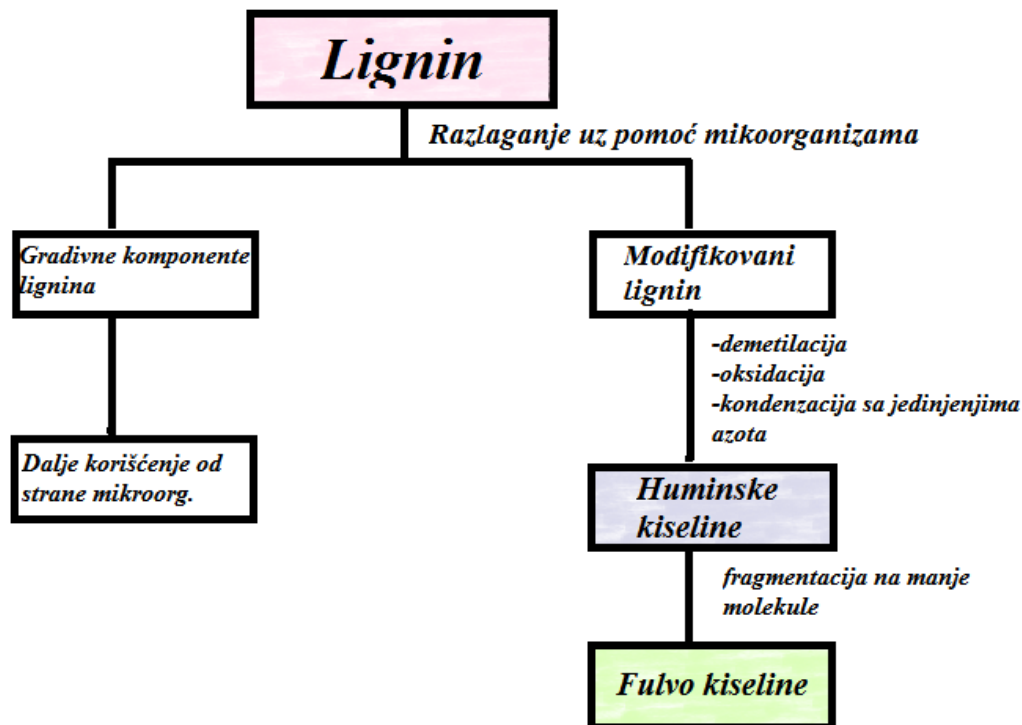 Lignin
Razlaganje uz pomoć mikoorganizama
Gradivne komponente
lignina
Modifikovani
lignin
-demetilacija
-oksidacija
-kondenzacija sa jedinjenjima
azota
Dalje korišćenje od
strane mikroorg.
Huminske
kiseline
fragmentacija na manje
molekule
Fulvo kiseline